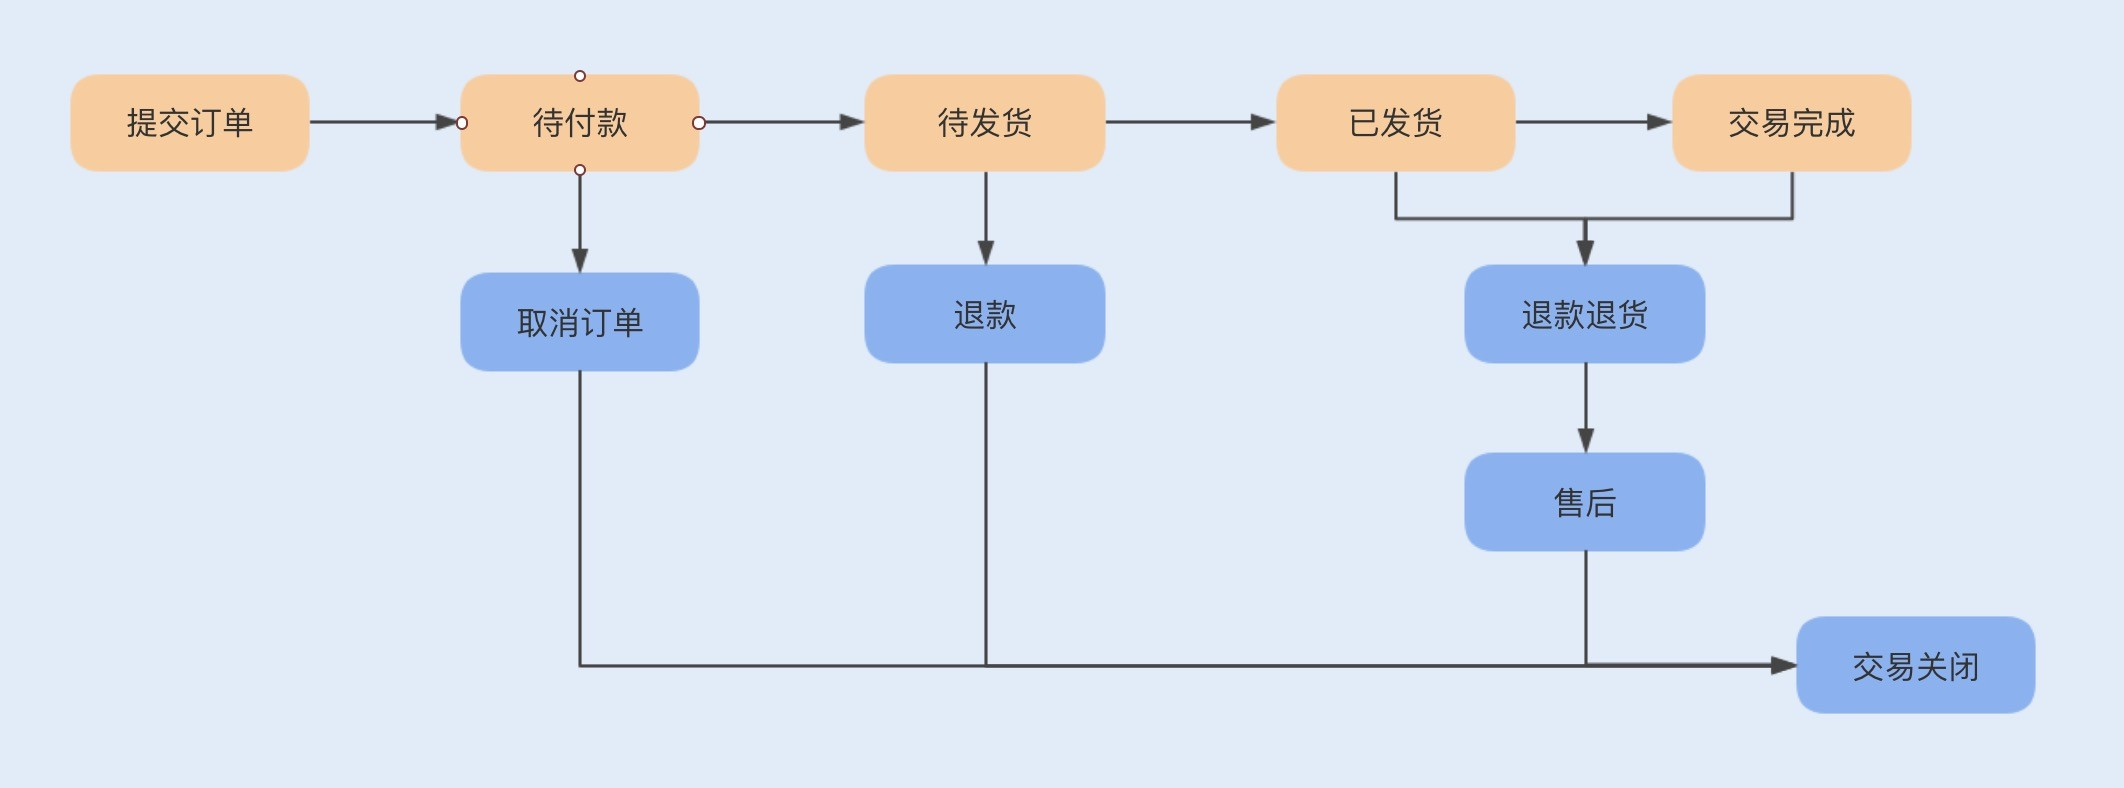 提交订单
待付款
待发货
已发货
交易完成
取消订单
退款
退款退货
售后
交易关闭